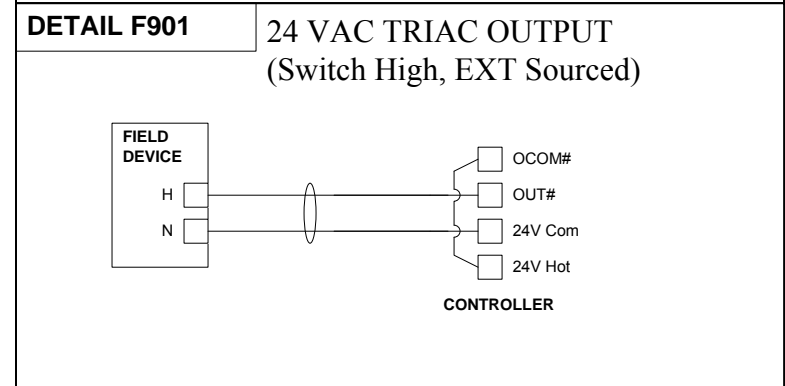 DETAIL F901
24 VAC TRIAC OUTPUT
(Switch High, EXT Sourced)
FIELD
DEVICE
H
N
OCOM#
OUT#
24V Com
24V Hot
CONTROLLER